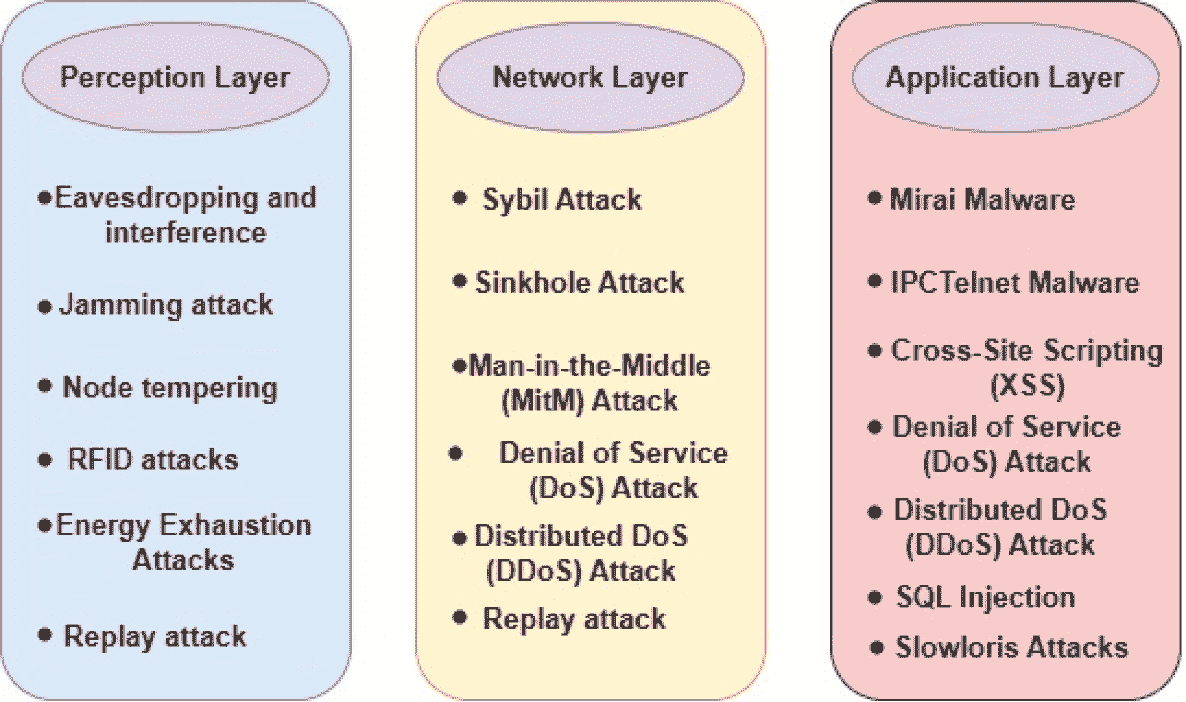 Perception Layer
●Eavesdropping and
interference
● Jamming attack
● Node tempering
● RFID attacks
●Energy Exhaustion
Attacks
● Replay attack
Network Layer
● Sybil Attack
● Sinkhole Attack
●Man-in-the-Middle
(MitM) Attack
● Denial of Service
(DoS) Attack
● Distributed DoS
(DDoS) Attack
● Replay attack
Application Layer
● Mirai Malware
● IPCTelnet Malware
● Cross-Site Scripting
(XSS)
● Denial of Service
(DoS) Attack
● Distributed DoS
(DDoS) Attack
● SQL Injection
● Slowloris Attacks